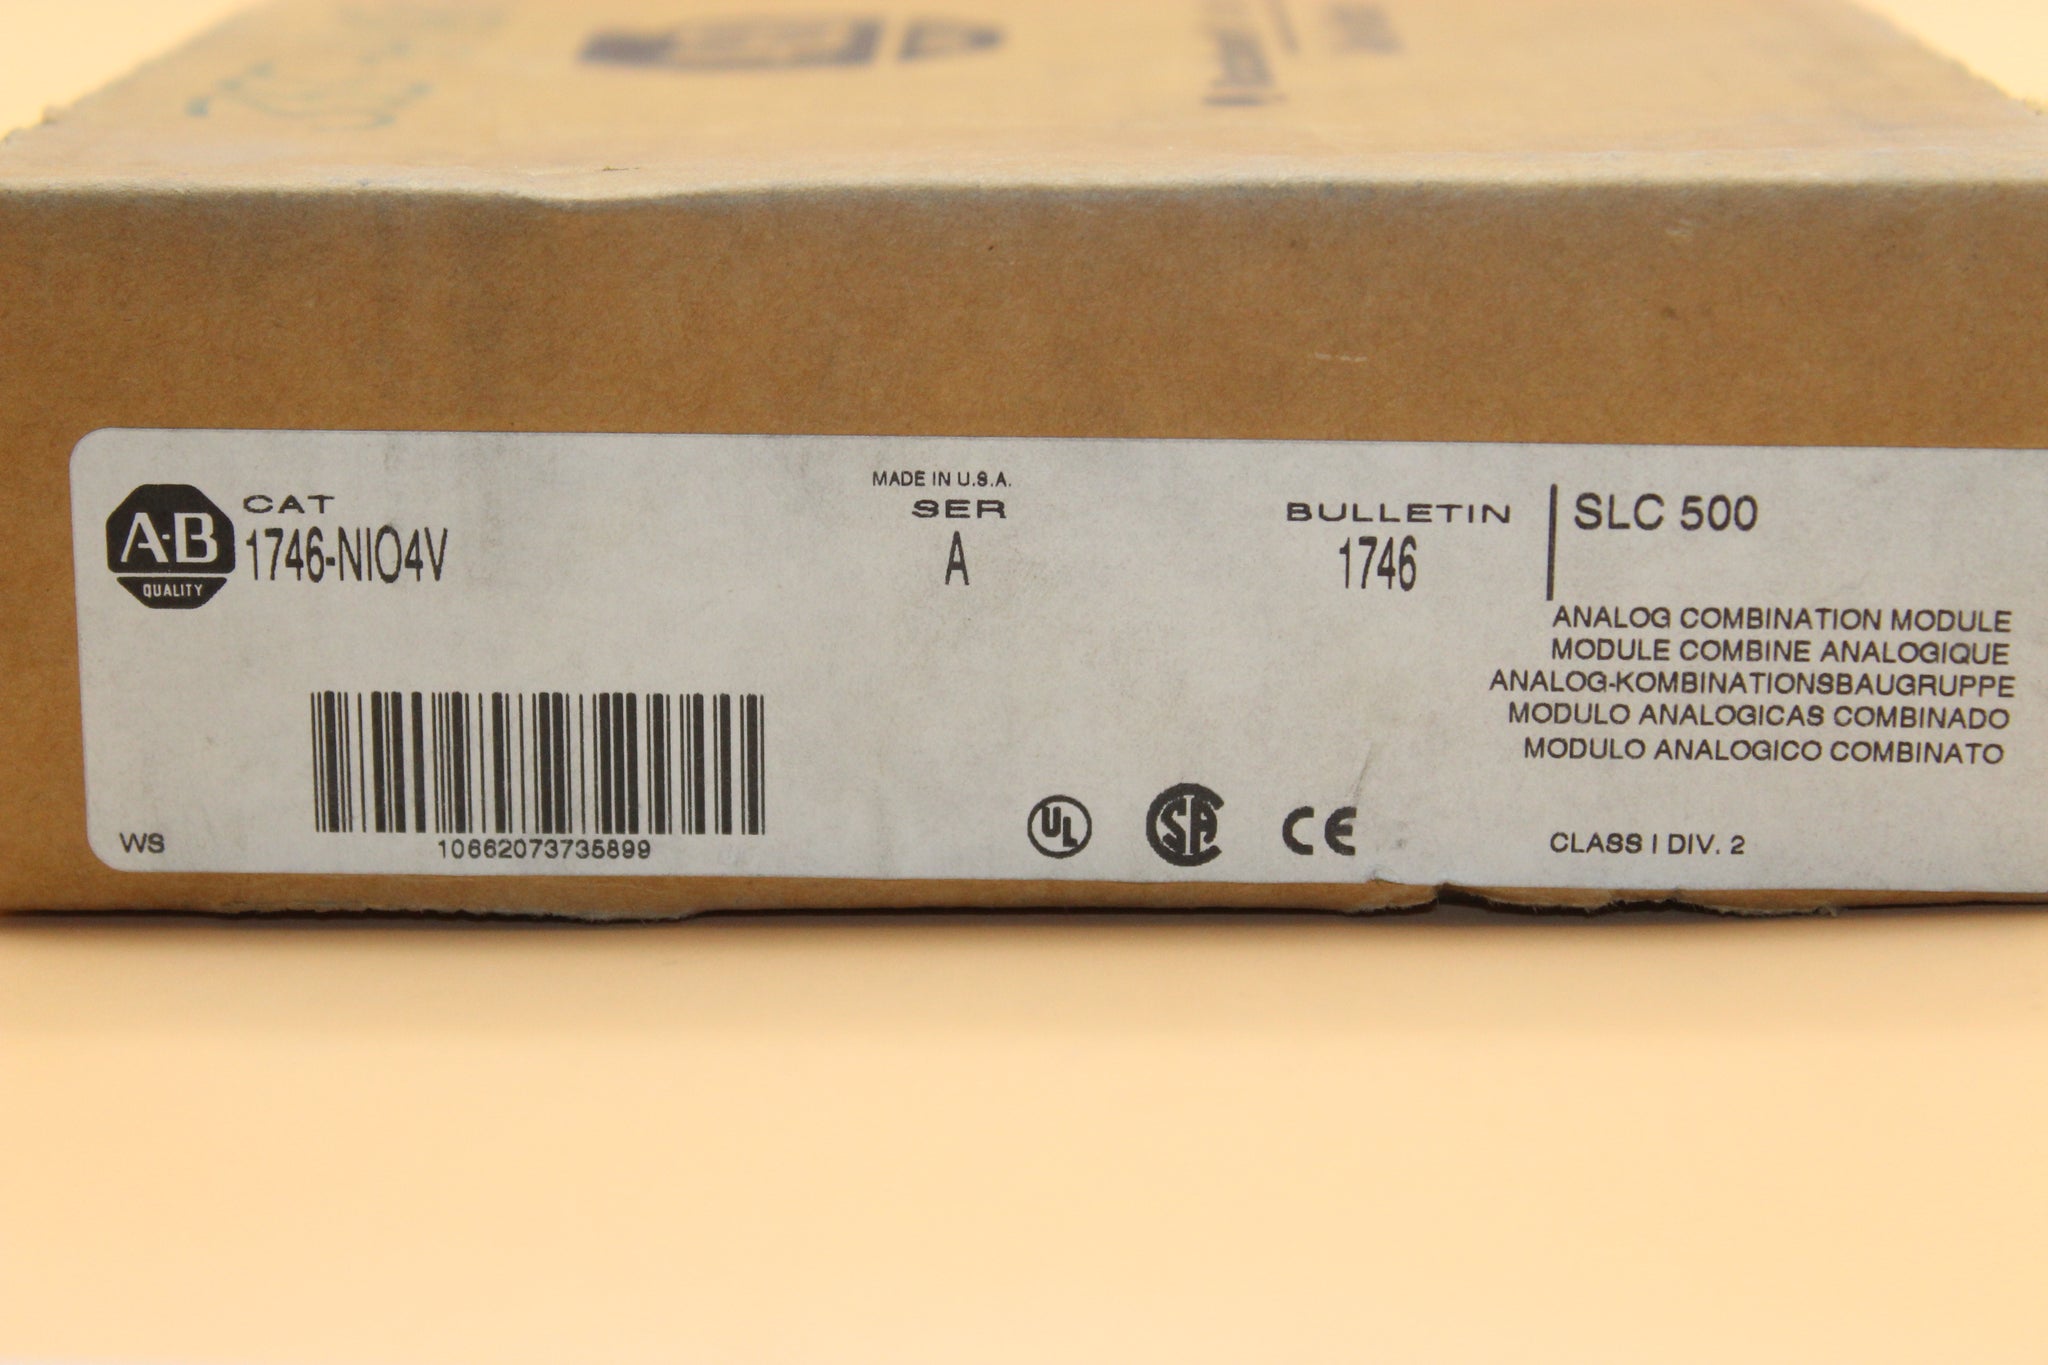 A-B
QUALITY
CAT
1746-NIO4V
MADE IN U.S.A.
SER
A
BULLETIN
1746
SLC 500
ANALOG COMBINATION MODULE
MODULE COMBINE ANALOGIQUE
ANALOG-KOMBINATIONSBAUGRUPPE
MODULO ANALOGICAS COMBINADO
MODULO ANALOGICO COMBINATO
WS
10662073735899
UL
SA
CE
CLASS I DIV. 2